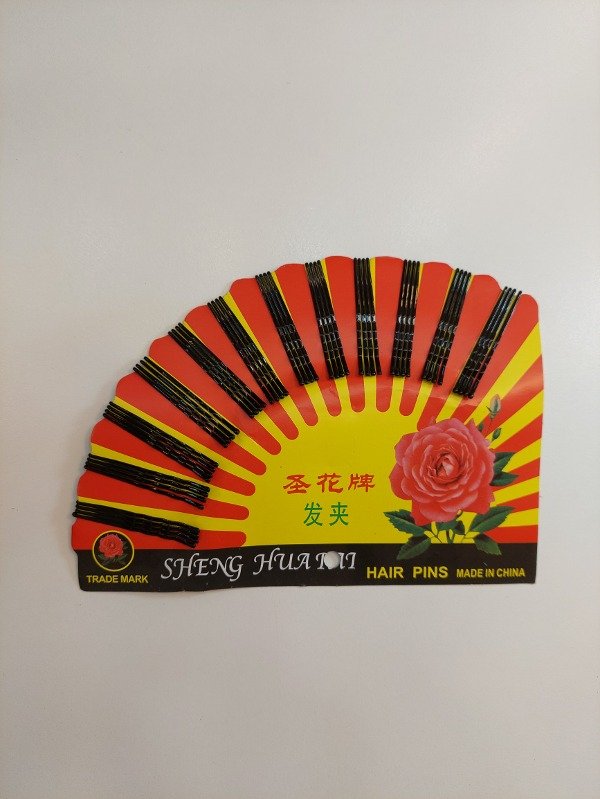 圣花牌
发夹
TRADE MARK
SHENG HUA
HAIR PINS MADE IN CHINA